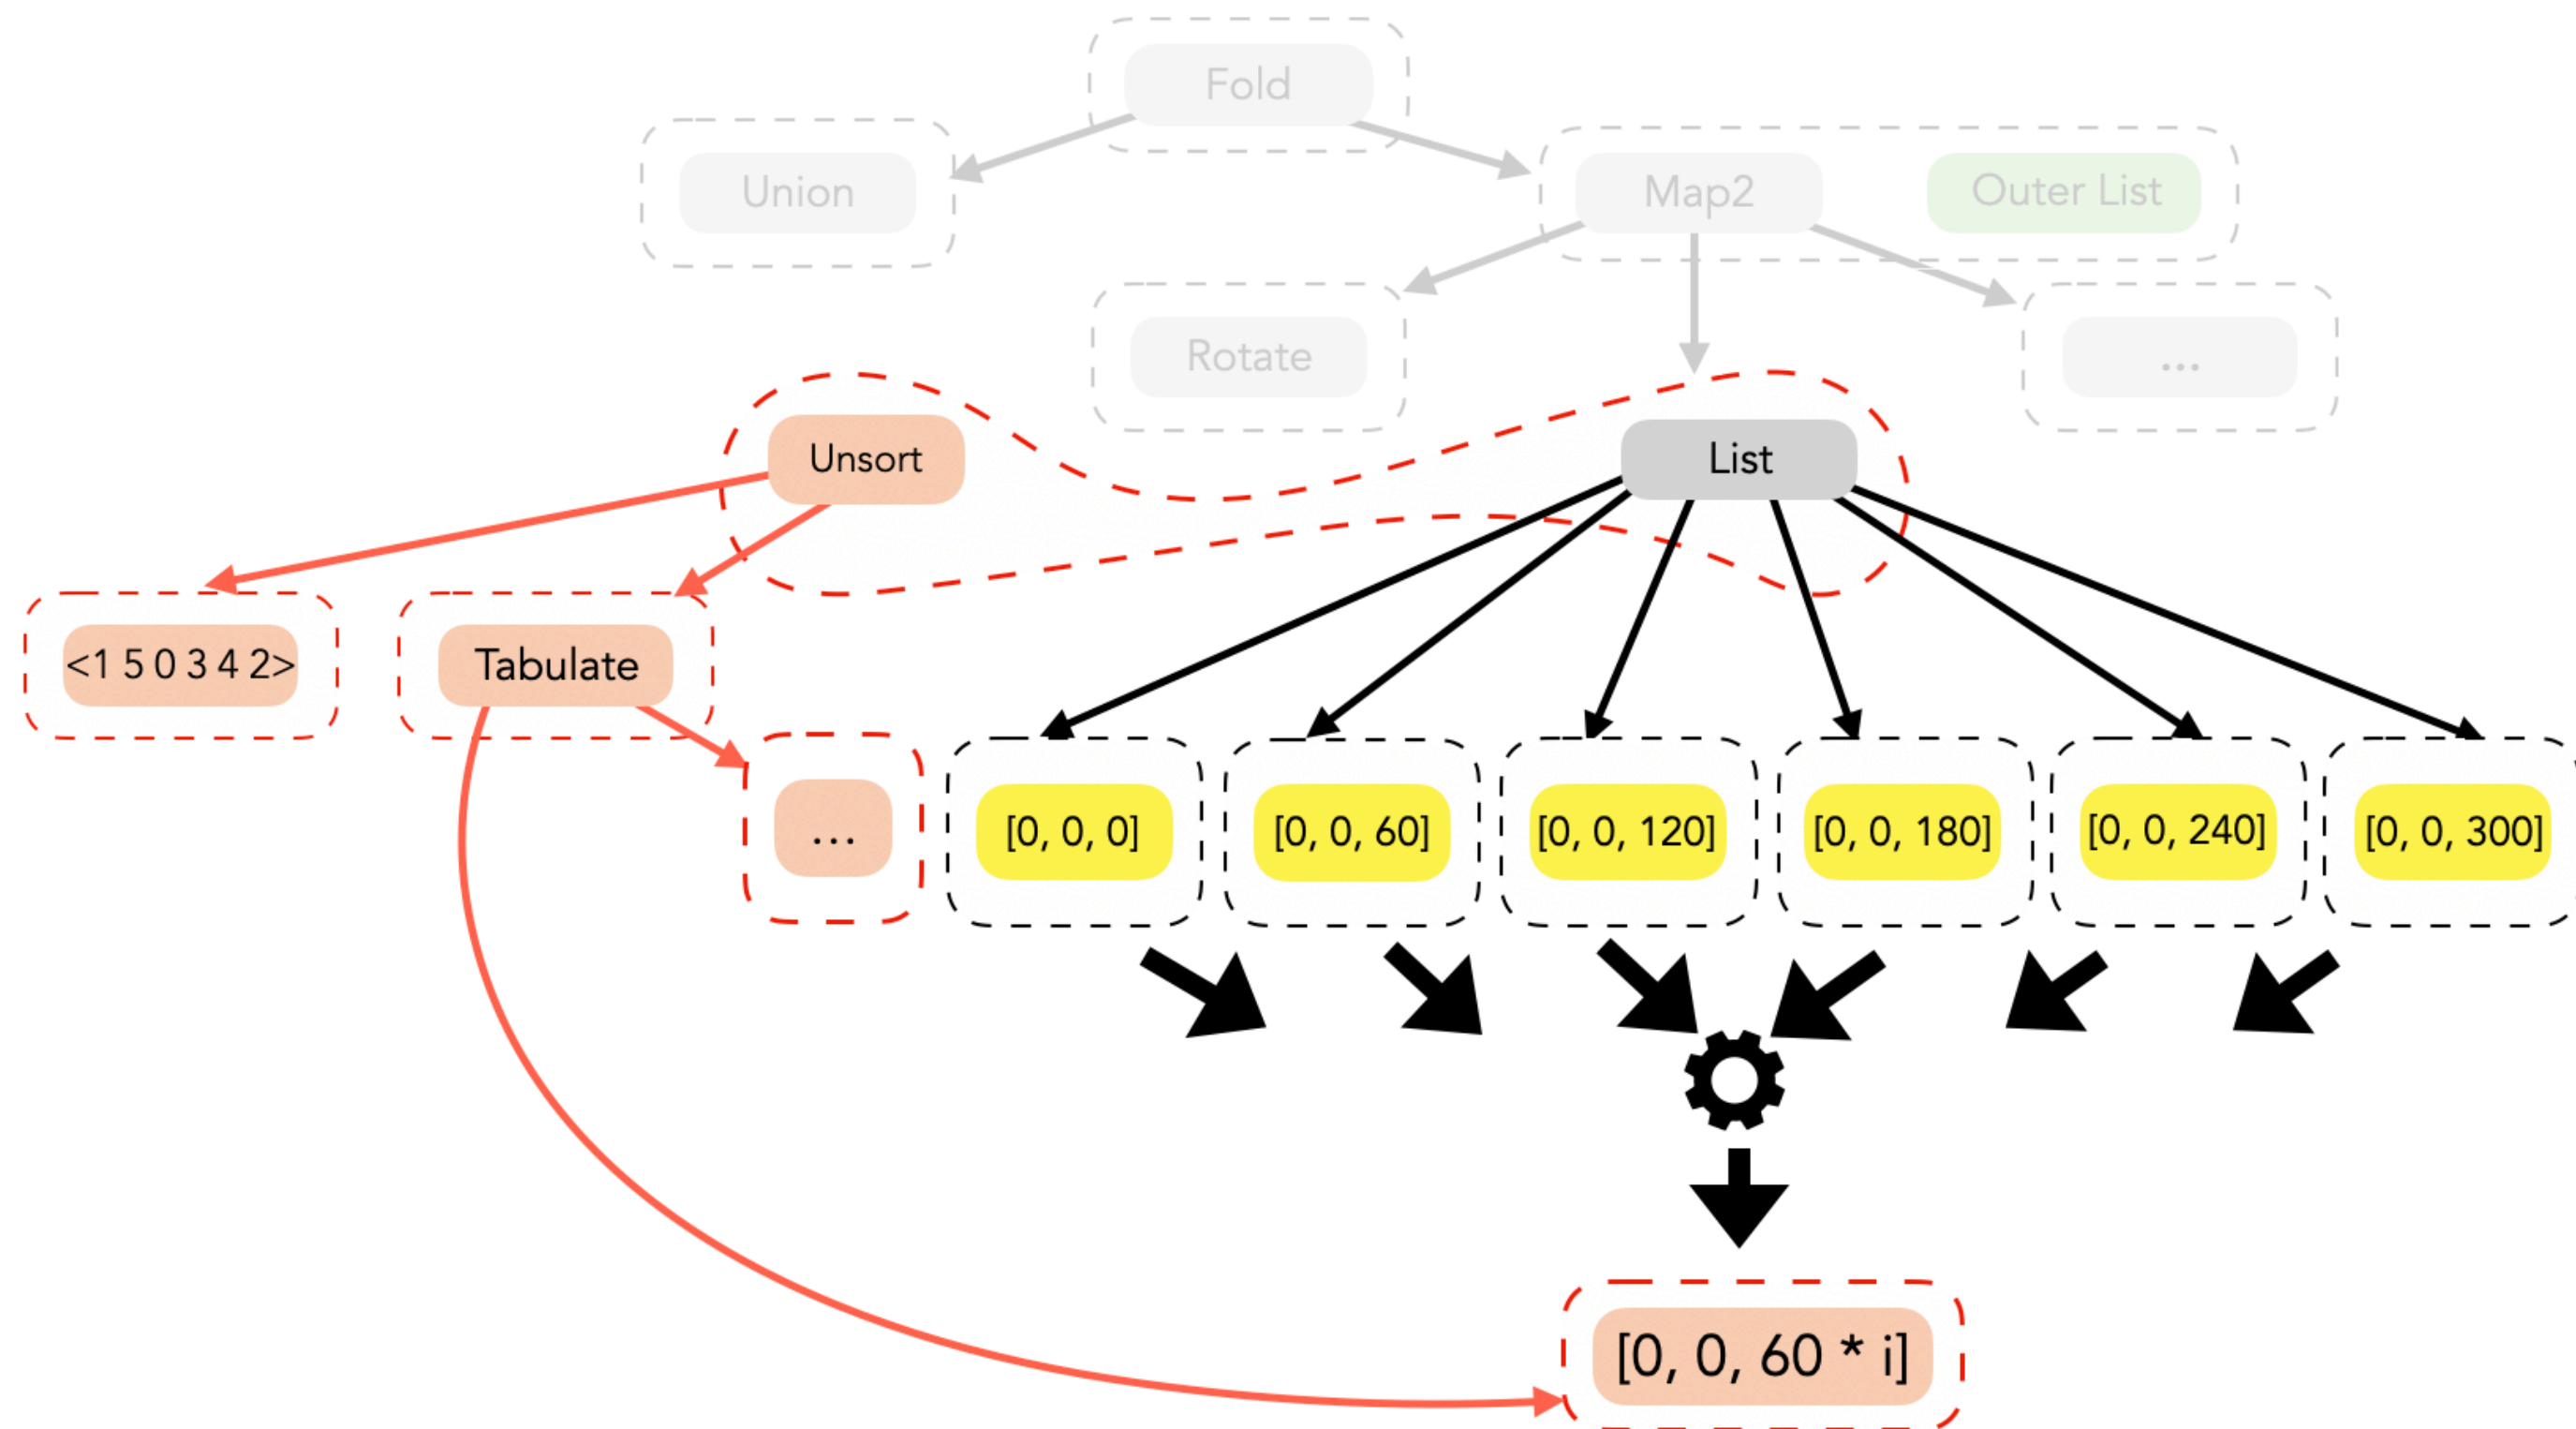 Fold
Union
Map2
Outer List
Rotate
...
Unsort
List
<1 5 0 3 4 2>
Tabulate
...
[0, 0, 0]
[0, 0, 60]
[0, 0, 120]
[0, 0, 180]
[0, 0, 240]
[0, 0, 300]
[0, 0, 60 * i]